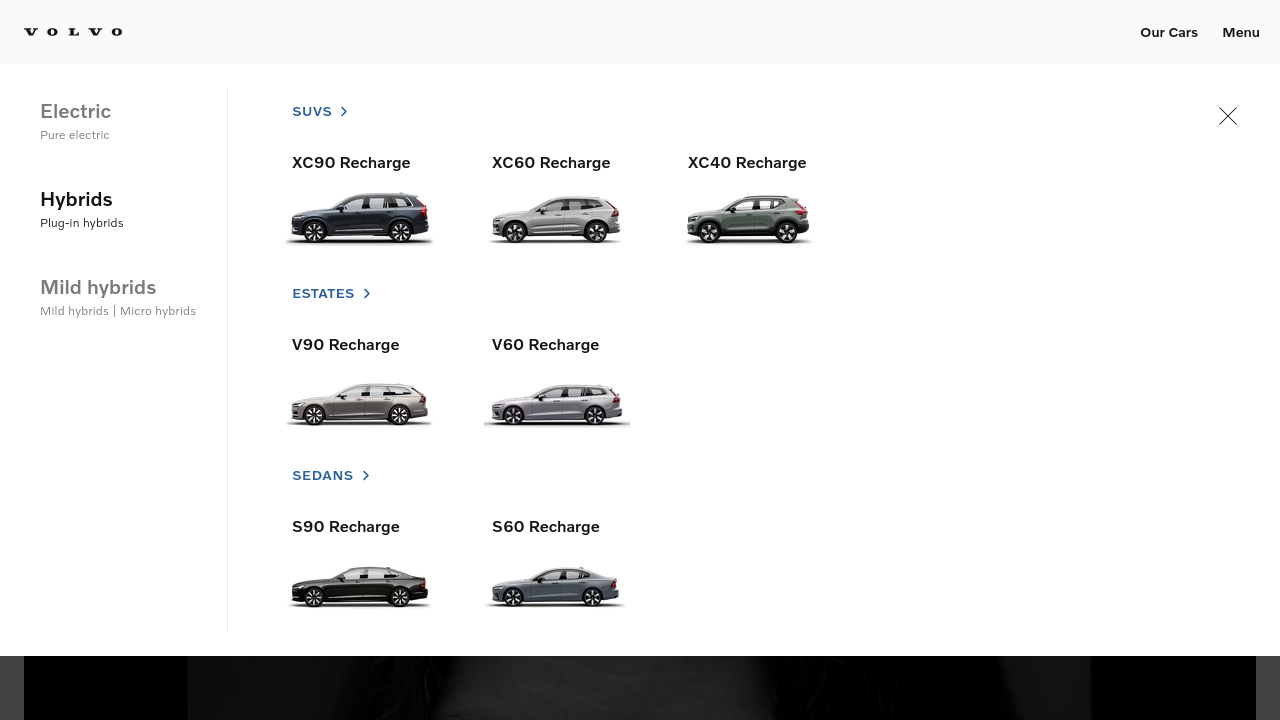 VOLVO
Our Cars
Menu
Electric
Pure electric
Hybrids
Plug-in hybrids
Mild hybrids
Mild hybrids | Micro hybrids
SUVS
XC90 Recharge
XC60 Recharge
XC40 Recharge
ESTATES
V90 Recharge
V60 Recharge
SEDANS
S90 Recharge
S60 Recharge